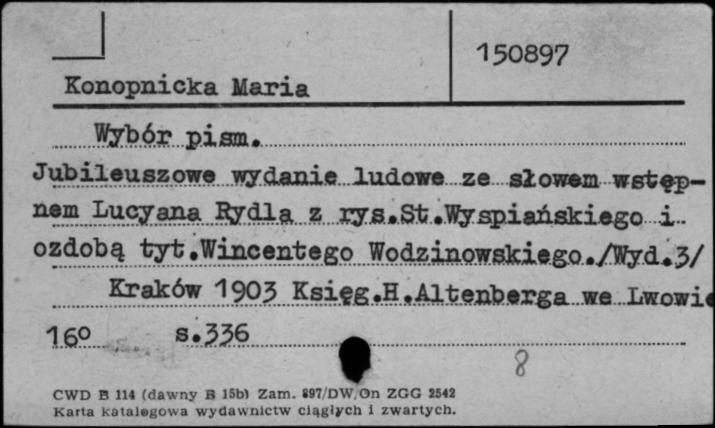 150897
Konopnicka Maria
Wybór pism.
Jubileuszowe wydanie ludowe ze słowem wstęp-
nem Lucyana Rydla z rys.St.Wyspiańskiego i
ozdobą tyt.Wincentego Wodzinowskiego./Wyd.3/
Kraków 1903 Księg.H.Altenberga we Lwowie
16o s.336
8
CWD B 114 (dawny B 15b) Zam. 897/DW/On ZGG 2542
Karta katalogowa wydawnictw ciągłych i zwartych.